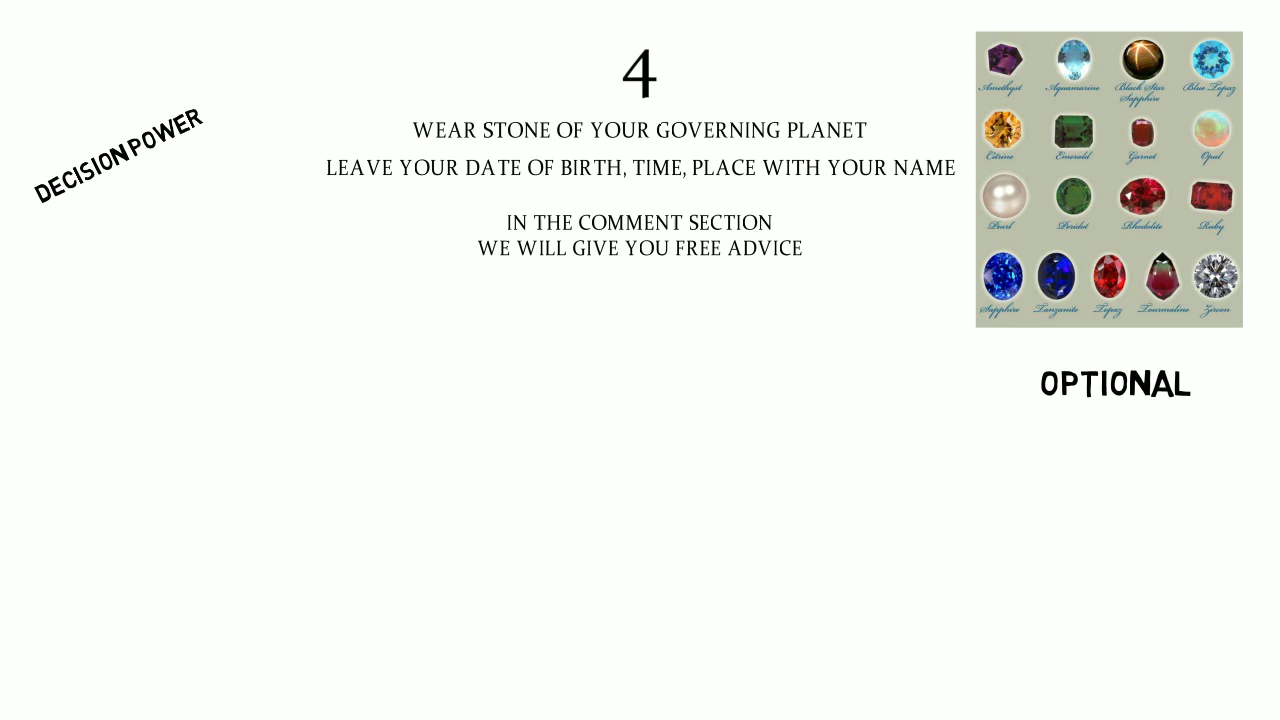 4
DECISION POWER
WEAR STONE OF YOUR GOVERNING PLANET
LEAVE YOUR DATE OF BIRTH, TIME, PLACE WITH YOUR NAME
IN THE COMMENT SECTION
WE WILL GIVE YOU FREE ADVICE
Amethyst Aquamarine Black Star Sapphire Blue Topaz
Citrine Emerald Garnet Opal
Pearl Peridot Rhodolite Ruby
Sapphire Tanzanite Topaz Tourmaline Zircon
OPTIONAL